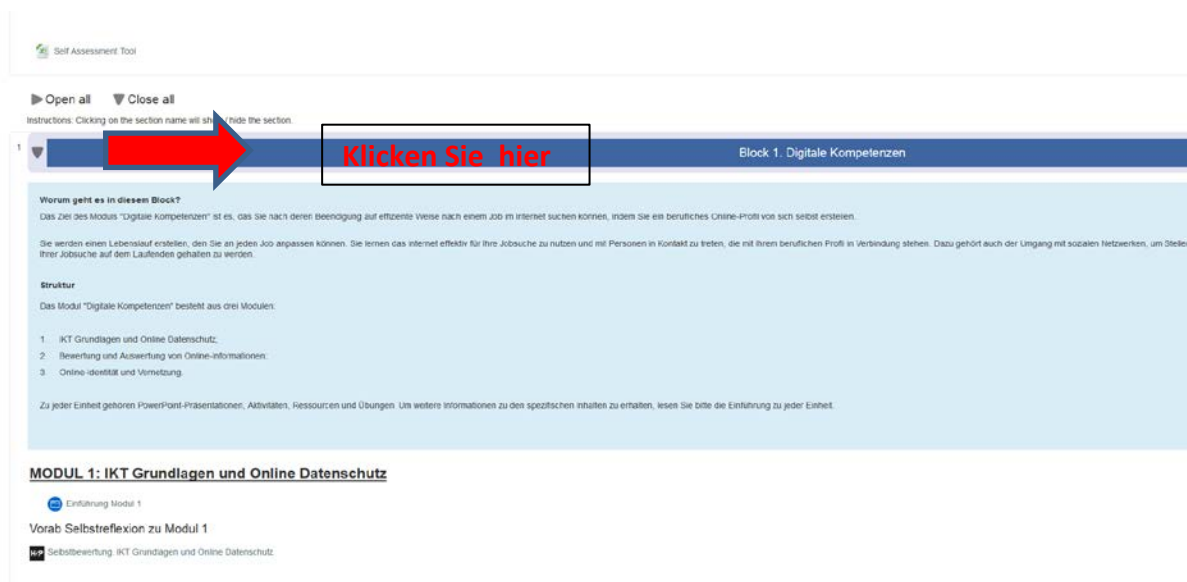 Self Assessment Tool
Open all Close all
Instructions: Clicking on the section name will show / hide the section.
1
Klicken Sie hier
Block 1. Digitale Kompetenzen
Worum geht es in diesem Block?
Das Ziel des Moduls "Digitale Kompetenzen" ist es, das Sie nach deren Beendigung auf effiziente Weise nach einem Job im Internet suchen können, indem Sie ein berufliches Online-Profil von sich selbst erstellen.
Sie werden einen Lebenslauf erstellen, den Sie an jeden Job anpassen können. Sie lernen das Internet effektiv für Ihre Jobsuche zu nutzen und mit Personen in Kontakt zu treten, die mit Ihrem beruflichen Profil in Verbindung stehen. Dazu gehört auch der Umgang mit sozialen Netzwerken, um Stelle
Ihrer Jobsuche auf dem Laufenden gehalten zu werden.
Struktur
Das Modul "Digitale Kompetenzen" besteht aus drei Modulen:
1. IKT Grundlagen und Online Datenschutz;
2. Bewertung und Auswertung von Online-Informationen;
3. Online-Identität und Vernetzung.
Zu jeder Einheit gehören PowerPoint-Präsentationen, Aktivitäten, Ressourcen und Übungen. Um weitere Informationen zu den spezifischen Inhalten zu erhalten, lesen Sie bitte die Einführung zu jeder Einheit.
MODUL 1: IKT Grundlagen und Online Datenschutz
Einführung Modul 1
Vorab Selbstreflexion zu Modul 1
H-P Selbstbewertung. IKT Grundlagen und Online Datenschutz